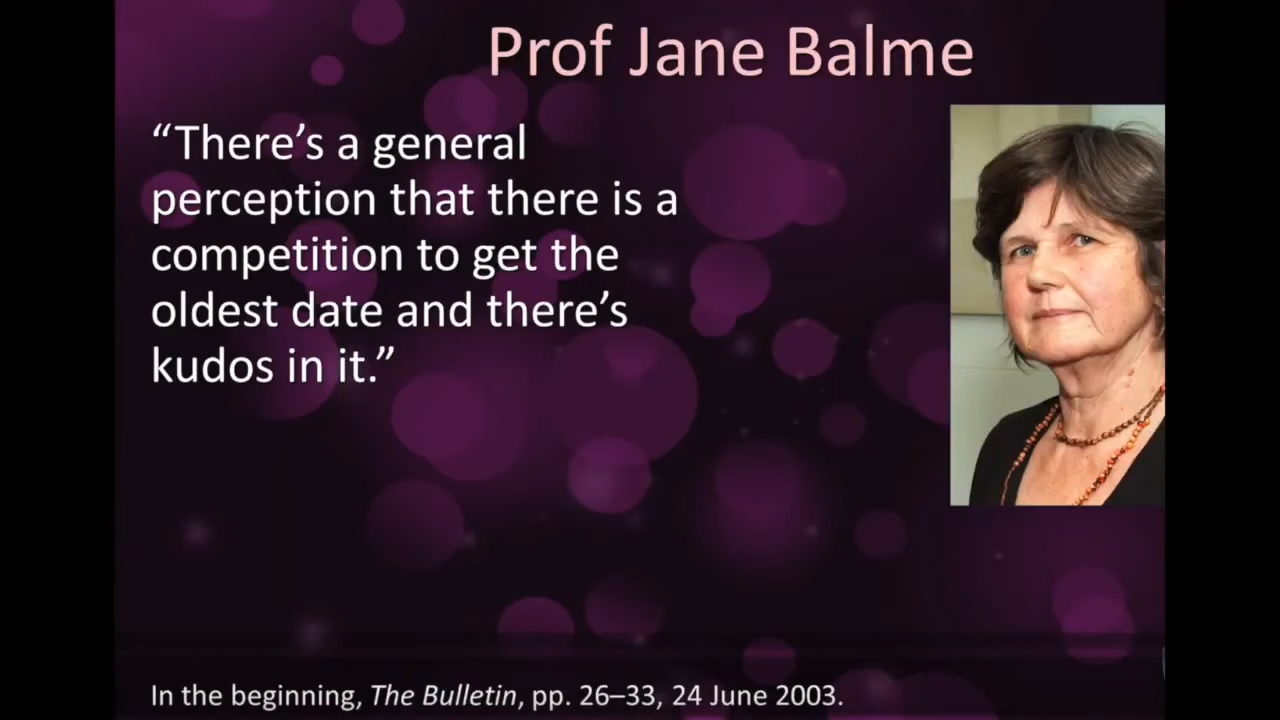 Prof Jane Balme
“There’s a general
perception that there is a
competition to get the
oldest date and there’s
kudos in it.”
In the beginning, The Bulletin, pp. 26–33, 24 June 2003.